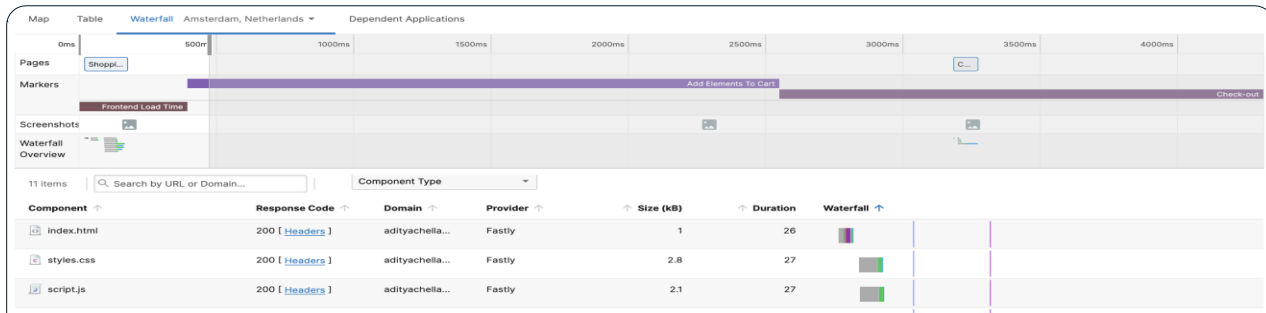 Map Table Waterfall Amsterdam, Netherlands Dependent Applications
0ms 500m 1000ms 1500ms 2000ms 2500ms 3000ms 3500ms 4000ms
Pages Shoppi... C...
Markers Add Elements To Cart
Check-out
Frontend Load Time
Screenshots
Waterfall
Overview
11 items Search by URL or Domain... Component Type
Component Response Code Domain Provider Size (kB) Duration Waterfall
index.html 200 [ Headers ] adityachella... Fastly 1 26
styles.css 200 [ Headers ] adityachella... Fastly 2.8 27
script.js 200 [ Headers ] adityachella... Fastly 2.1 27